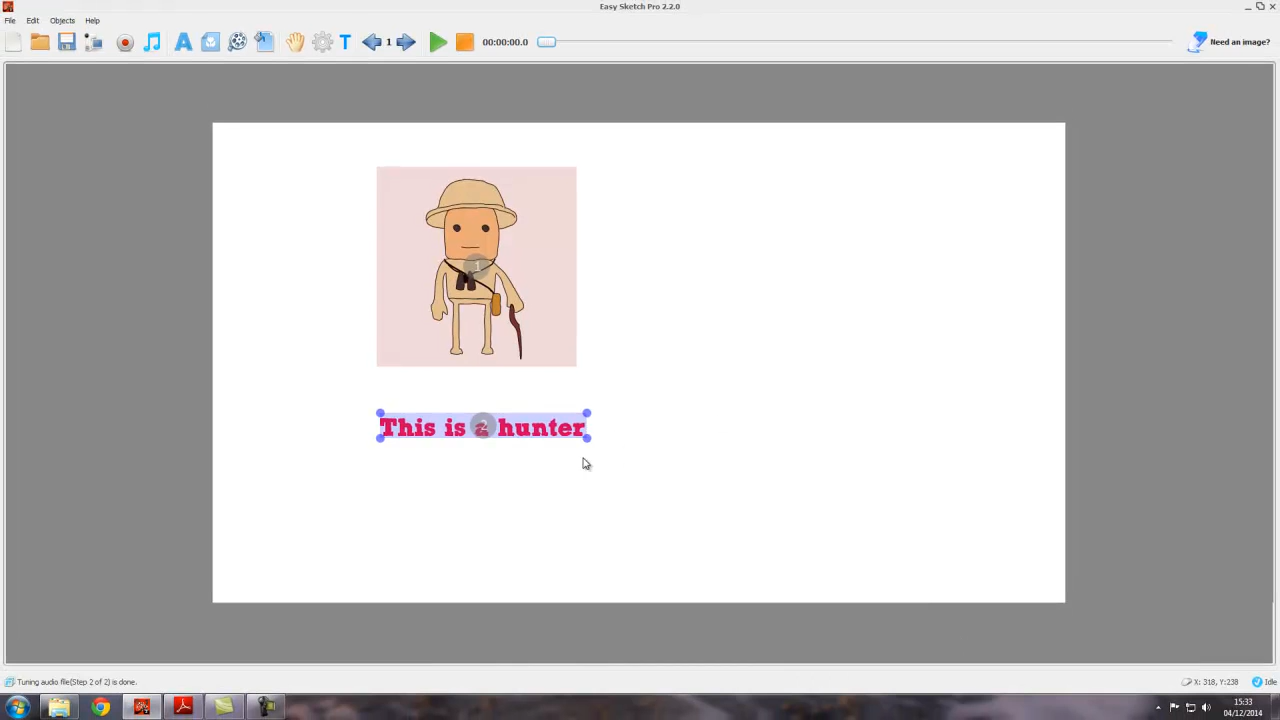 Easy Sketch Pro 2.2.0
File Edit Objects Help
A T 1 00:00:00.0 Need an image?
1
This is a hunter
2
Tuning audio file(Step 2 of 2) is done. X: 318, Y:238 Idle
15:33
04/12/2014